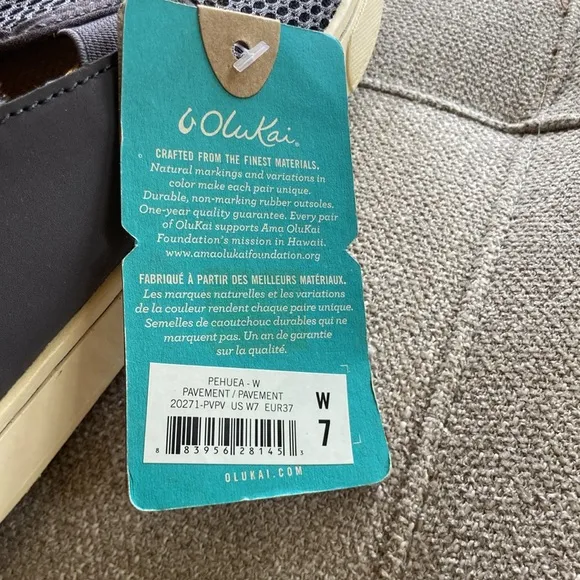 OluKai®
CRAFTED FROM THE FINEST MATERIALS.
Natural markings and variations in
color make each pair unique.
Durable, non-marking rubber outsoles.
One-year quality guarantee. Every pair
of OluKai supports Ama OluKai
Foundation's mission in Hawaii.
www.amaolukaifoundation.org
FABRIQUÉ À PARTIR DES MEILLEURS MATÉRIAUX.
Les marques naturelles et les variations
de la couleur rendent chaque paire unique.
Semelles de caoutchouc durables qui ne
marquent pas. Un an de garantie
sur la qualité.
PEHUEA - W
PAVEMENT / PAVEMENT
20271-PVPV US W7 EUR37
W
7
8 83956 28145 3
OLUKAI.COM